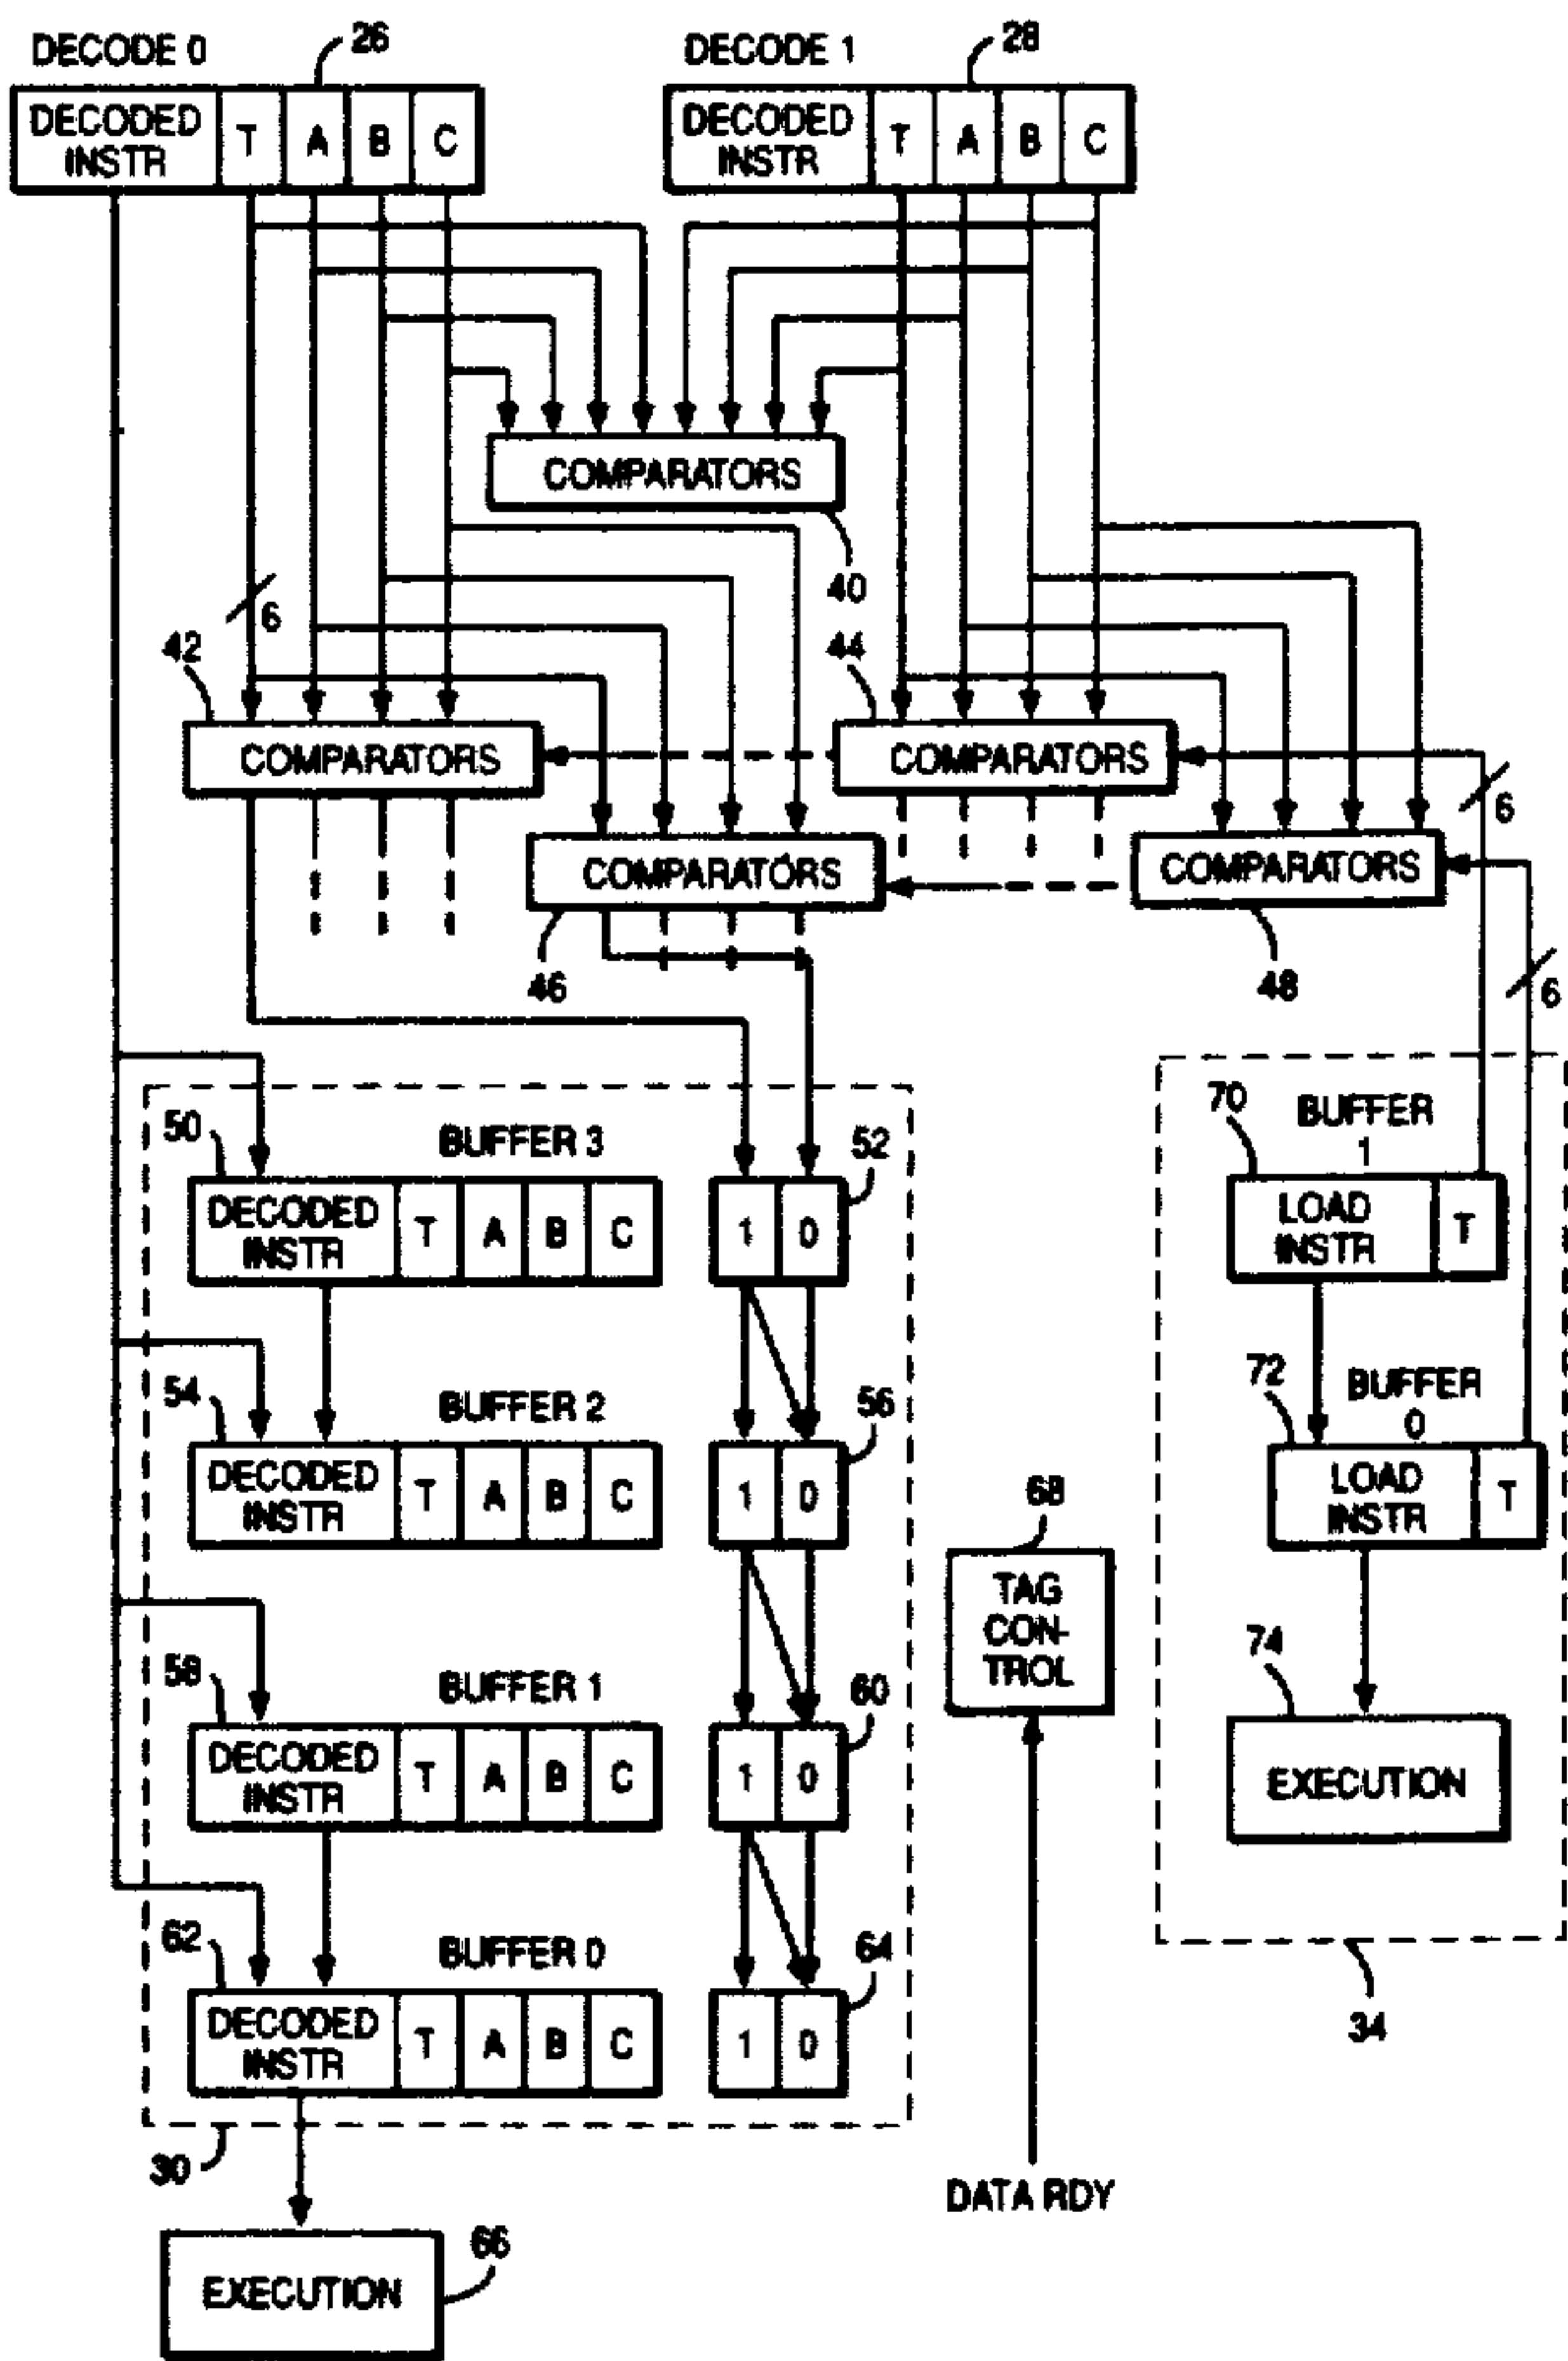 DECODE 0
26
DECODE 1
28
DECODED
INSTR
T A B C
DECODED
INSTR
T A B C
COMPARATORS
40
6
42
44
COMPARATORS
COMPARATORS
6
COMPARATORS
COMPARATORS
46
48
6
50
BUFFER 3
52
DECODED
INSTR
T A B C
1 0
70
BUFFER
1
LOAD
INSTR
T
54
BUFFER 2
56
DECODED
INSTR
T A B C
1 0
72
BUFFER
0
LOAD
INSTR
T
68
TAG
CON-
TROL
58
BUFFER 1
60
DECODED
INSTR
T A B C
1 0
74
EXECUTION
62
BUFFER 0
64
DECODED
INSTR
T A B C
1 0
34
30
DATA RDY
66
EXECUTION